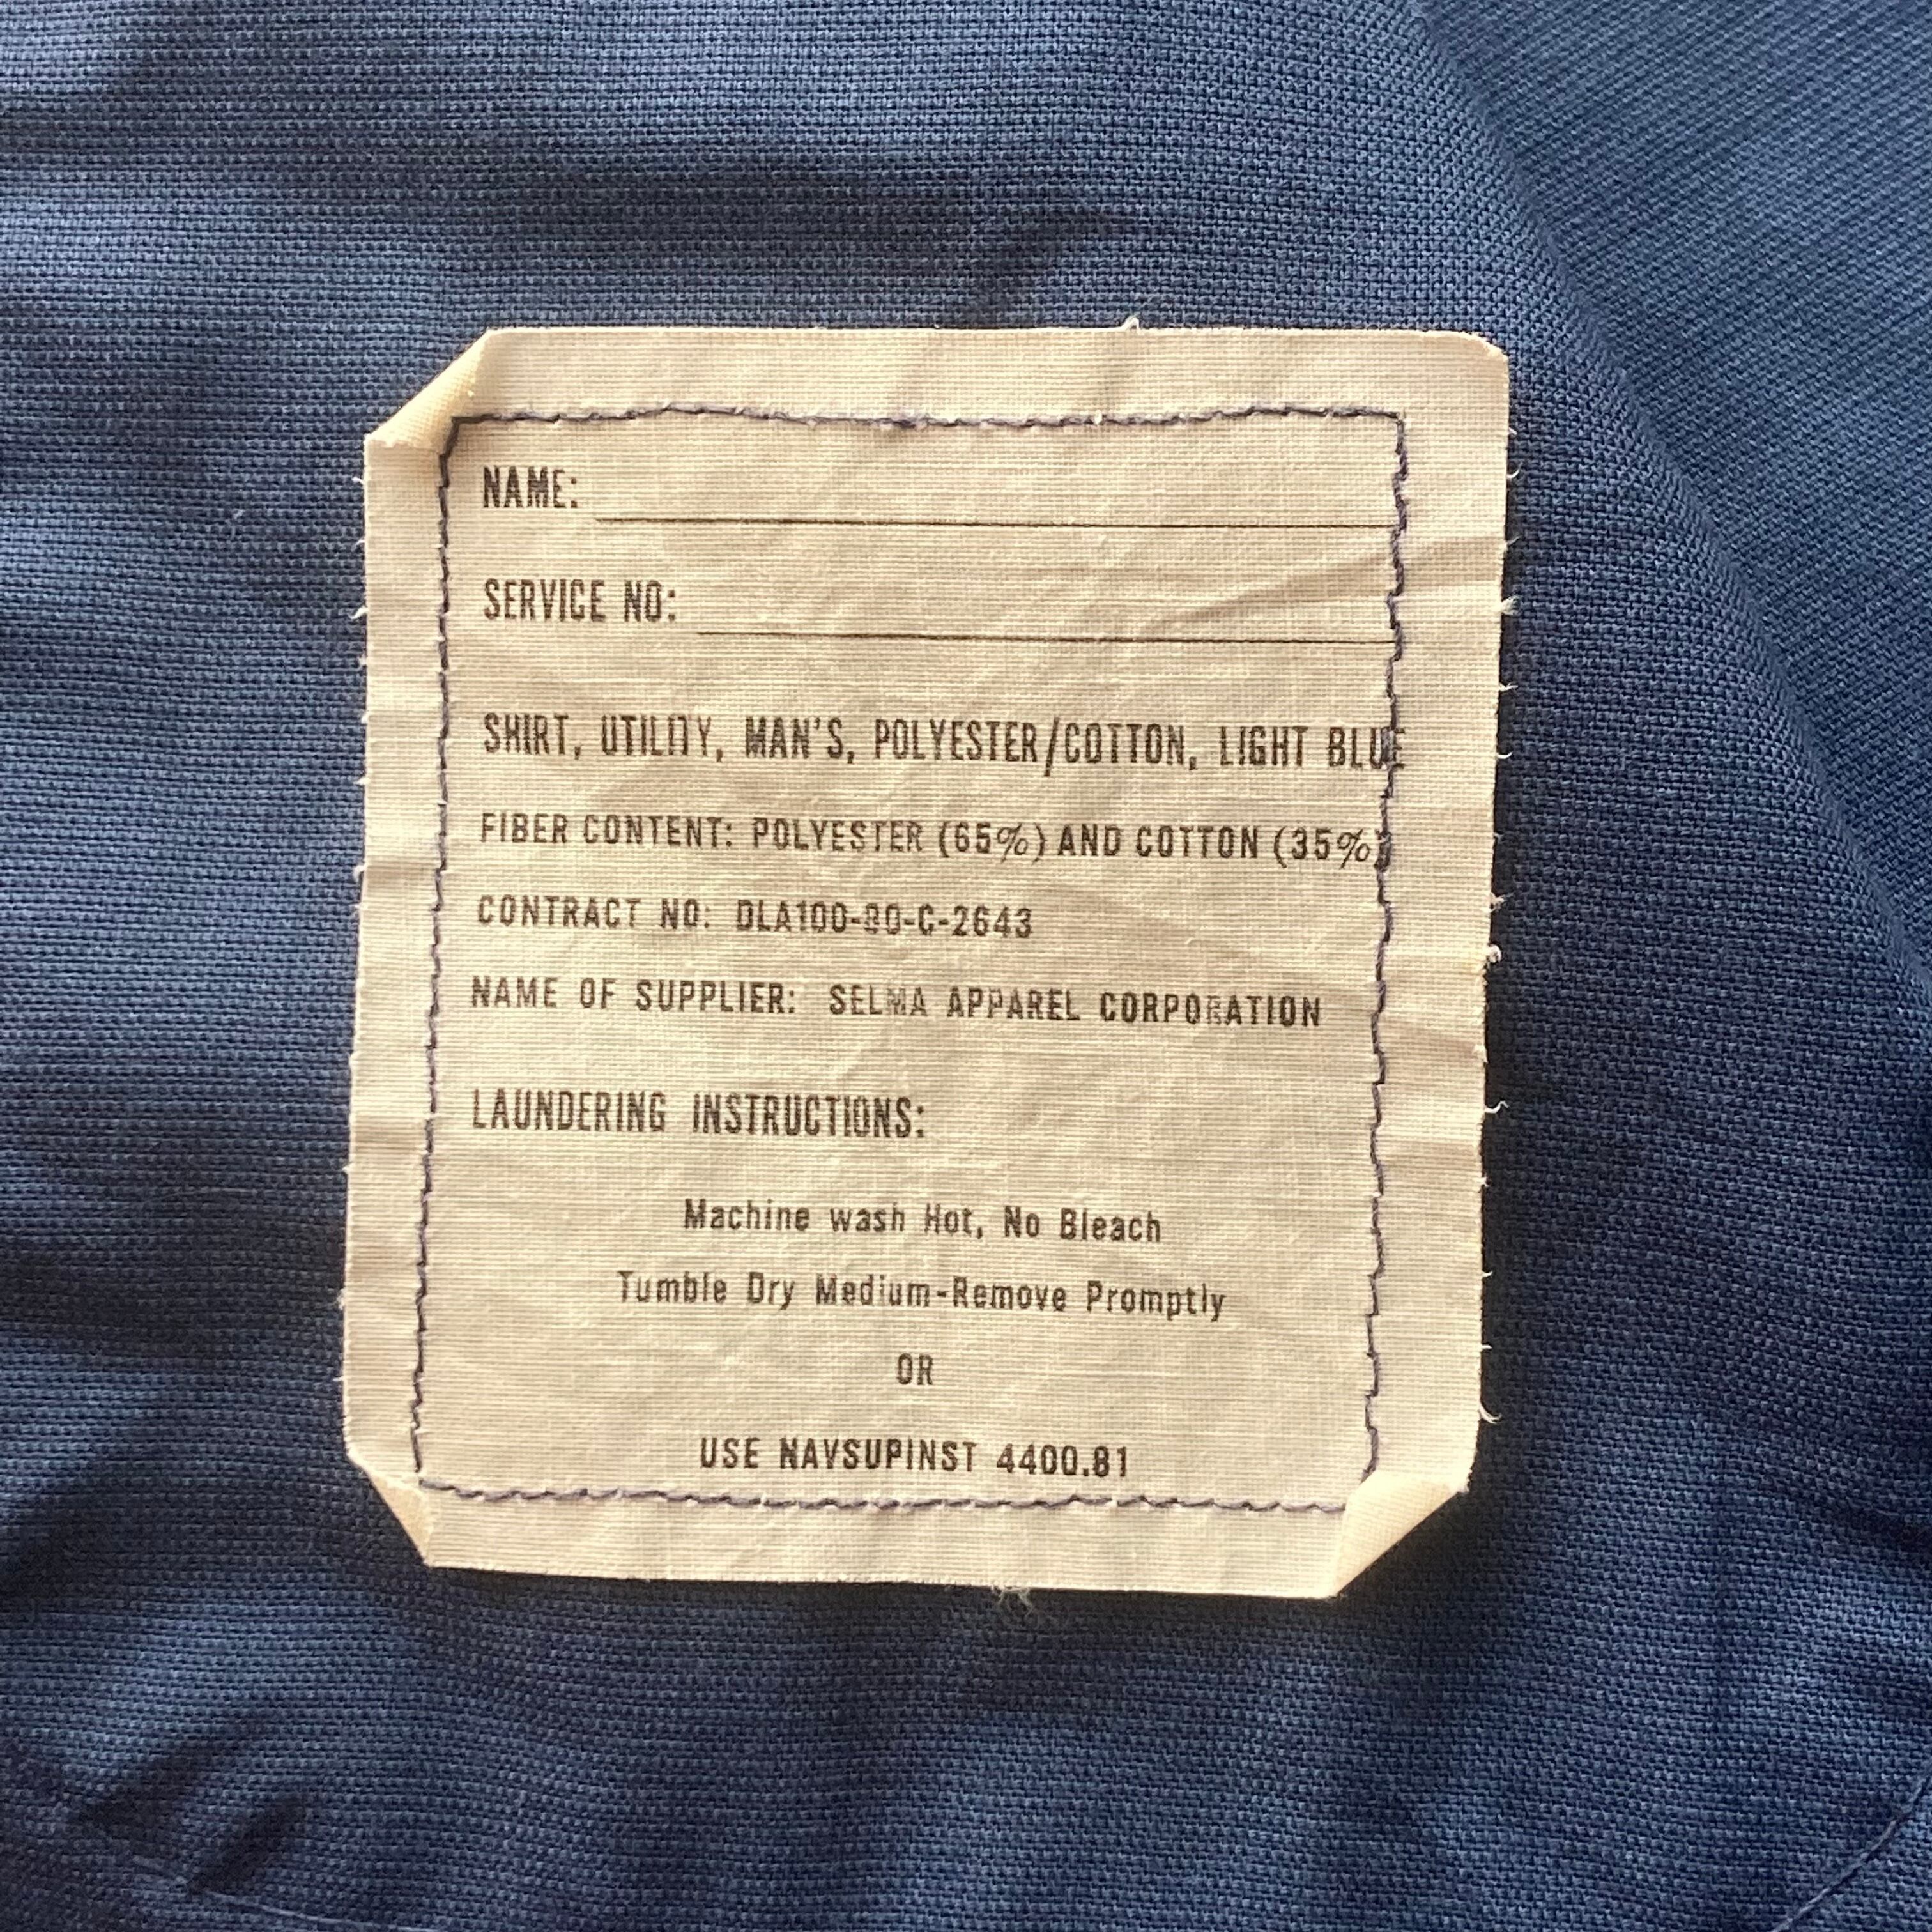 NAME:
SERVICE NO:
SHIRT, UTILITY, MAN'S, POLYESTER/COTTON, LIGHT BLUE
FIBER CONTENT: POLYESTER (65%) AND COTTON (35%)
CONTRACT NO: DLA100-80-C-2643
NAME OF SUPPLIER: SELMA APPAREL CORPORATION
LAUNDERING INSTRUCTIONS:
Machine wash Hot, No Bleach
Tumble Dry Medium-Remove Promptly
OR
USE NAVSUPINST 4400.81